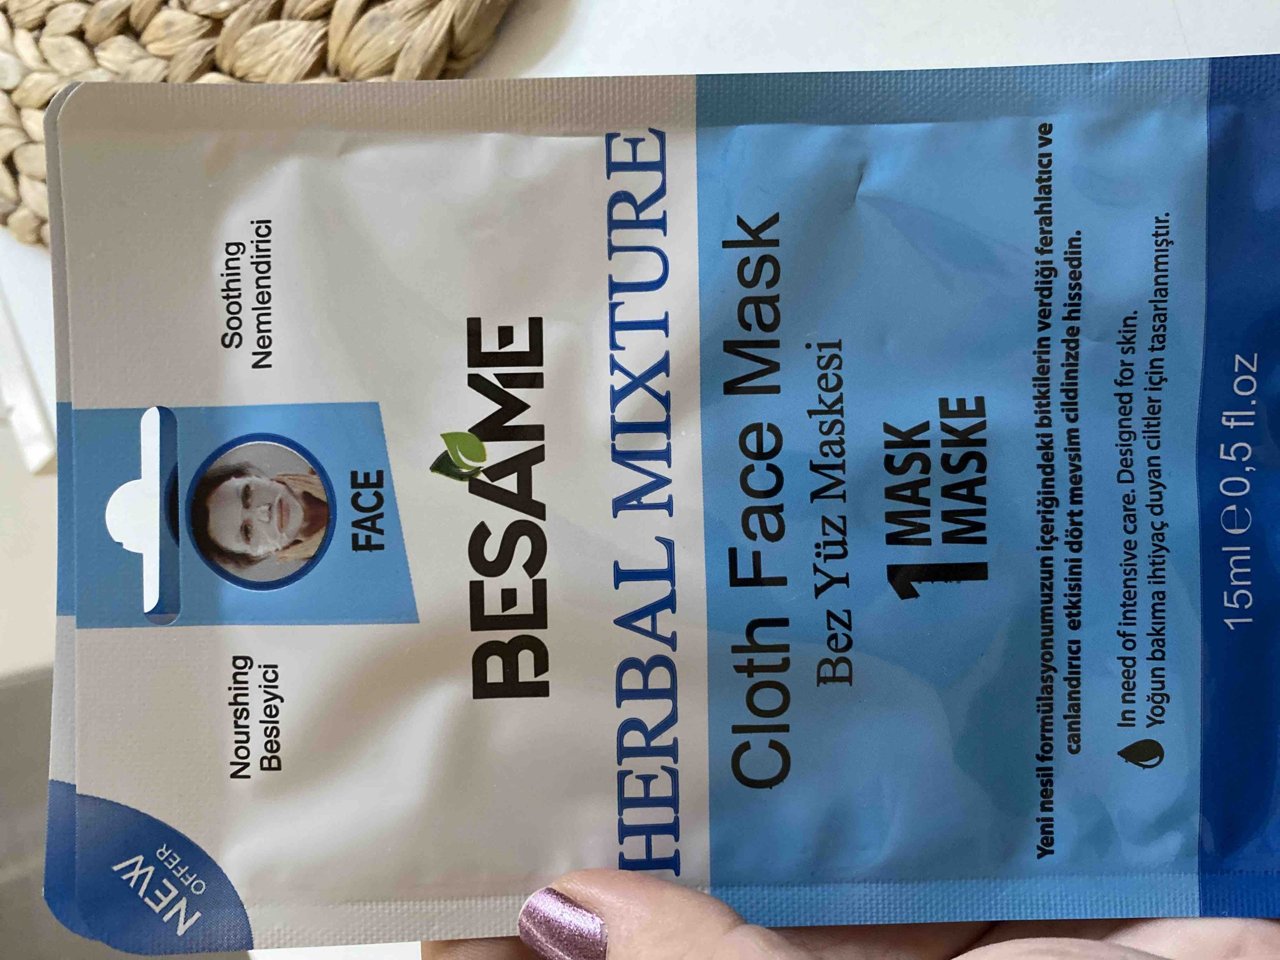 NEW
OFFER
Nourshing
Besleyici
Soothing
Nemlendirici
FACE
BESAME
HERBAL MIXTURE
Cloth Face Mask
Bez Yüz Maskesi
1 MASK
1 MASKE
Yeni nesil formülasyonumuzun içeriğindeki bitkilerin verdiği ferahlatıcı ve
canlandırıcı etkisini dört mevsim cildinizde hissedin.
In need of intensive care. Designed for skin.
Yoğun bakıma ihtiyaç duyan ciltler için tasarlanmıştır.
15ml ℮ 0,5 fl.oz